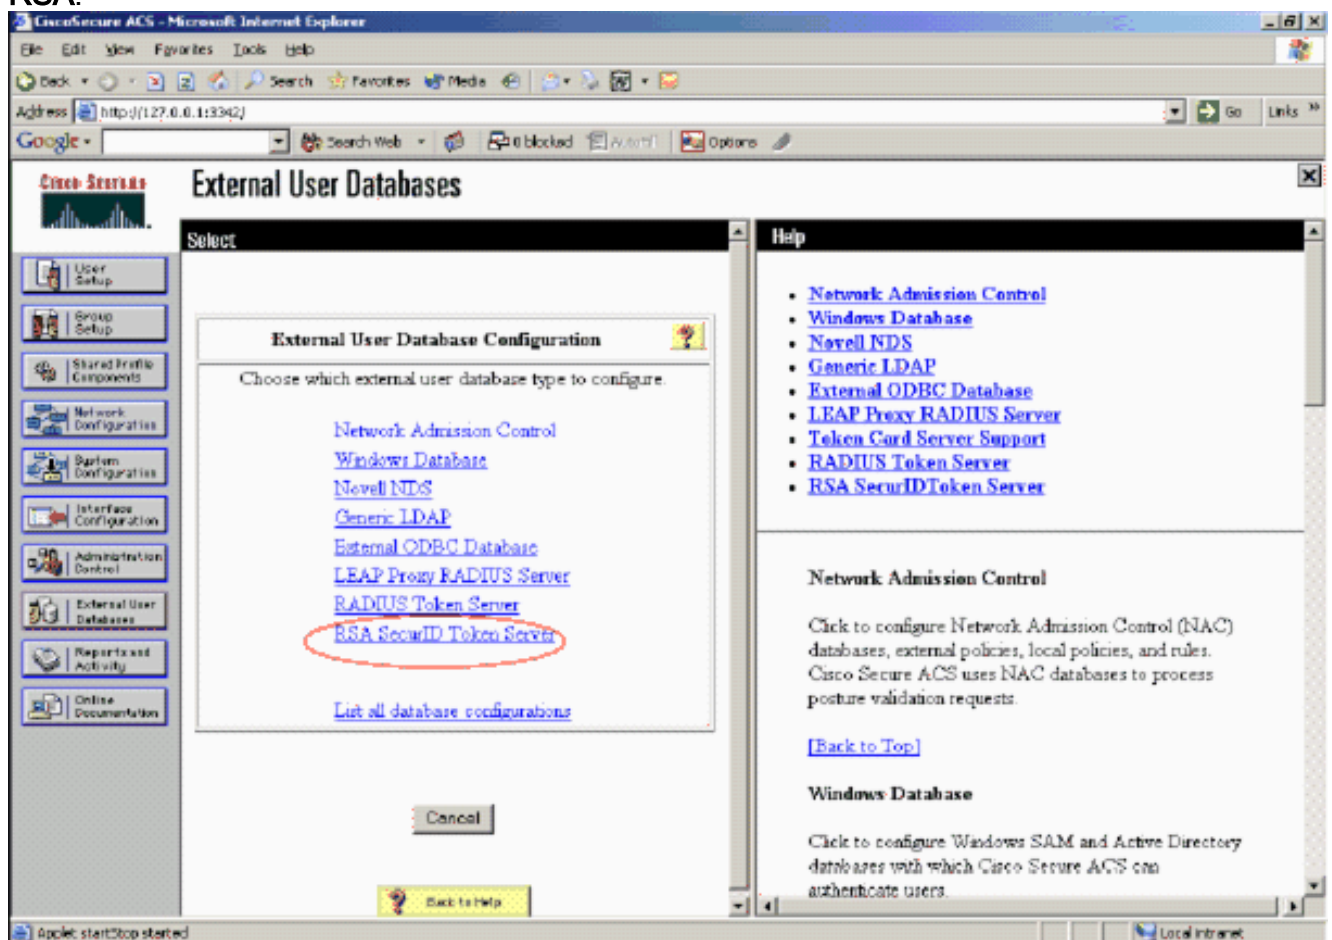 RSA.
CiscoSecure ACS - Microsoft Internet Explorer
File Edit View Favorites Tools Help
Back Search Favorites Media
Address http://127.0.0.1:3342/ Go Links »
Google Search Web 0 blocked AutoFill Options
Cisco Systems
External User Databases
Select
User Setup
Group Setup
Shared Profile Components
Network Configuration
System Configuration
Interface Configuration
Administration Control
External User Databases
Reports and Activity
Online Documentation
External User Database Configuration
Choose which external user database type to configure.
Network Admission Control
Windows Database
Novell NDS
Generic LDAP
External ODBC Database
LEAP Proxy RADIUS Server
RADIUS Token Server
RSA SecurID Token Server
List all database configurations
Cancel
Back to Help
Help
• Network Admission Control
• Windows Database
• Novell NDS
• Generic LDAP
• External ODBC Database
• LEAP Proxy RADIUS Server
• Token Card Server Support
• RADIUS Token Server
• RSA SecurIDToken Server
Network Admission Control
Click to configure Network Admission Control (NAC)
databases, external policies, local policies, and rules.
Cisco Secure ACS uses NAC databases to process
posture validation requests.
[Back to Top]
Windows Database
Click to configure Windows SAM and Active Directory
databases with which Cisco Secure ACS can
authenticate users.
Applet startStop started
Local intranet